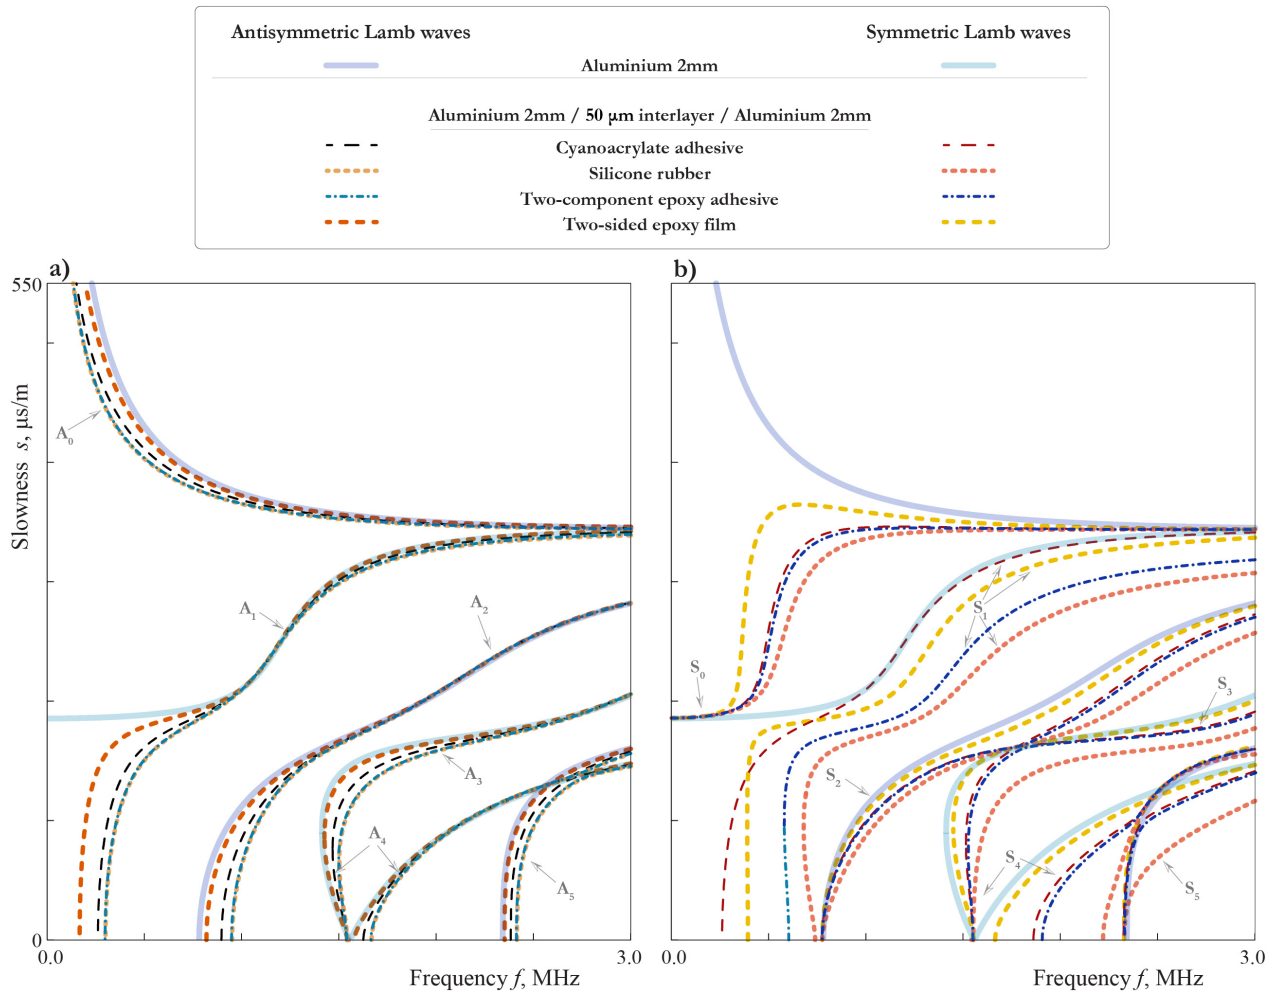 Antisymmetric Lamb waves Symmetric Lamb waves
Aluminium 2mm
Aluminium 2mm / 50 µm interlayer / Aluminium 2mm
Cyanoacrylate adhesive
Silicone rubber
Two-component epoxy adhesive
Two-sided epoxy film
a) b)
550
Slowness s, µs/m
A0
A1
A2
A3
A4
A5
S0
S1
S2
S3
S4
S5
0
0.0 3.0 0.0 3.0
Frequency f, MHz Frequency f, MHz